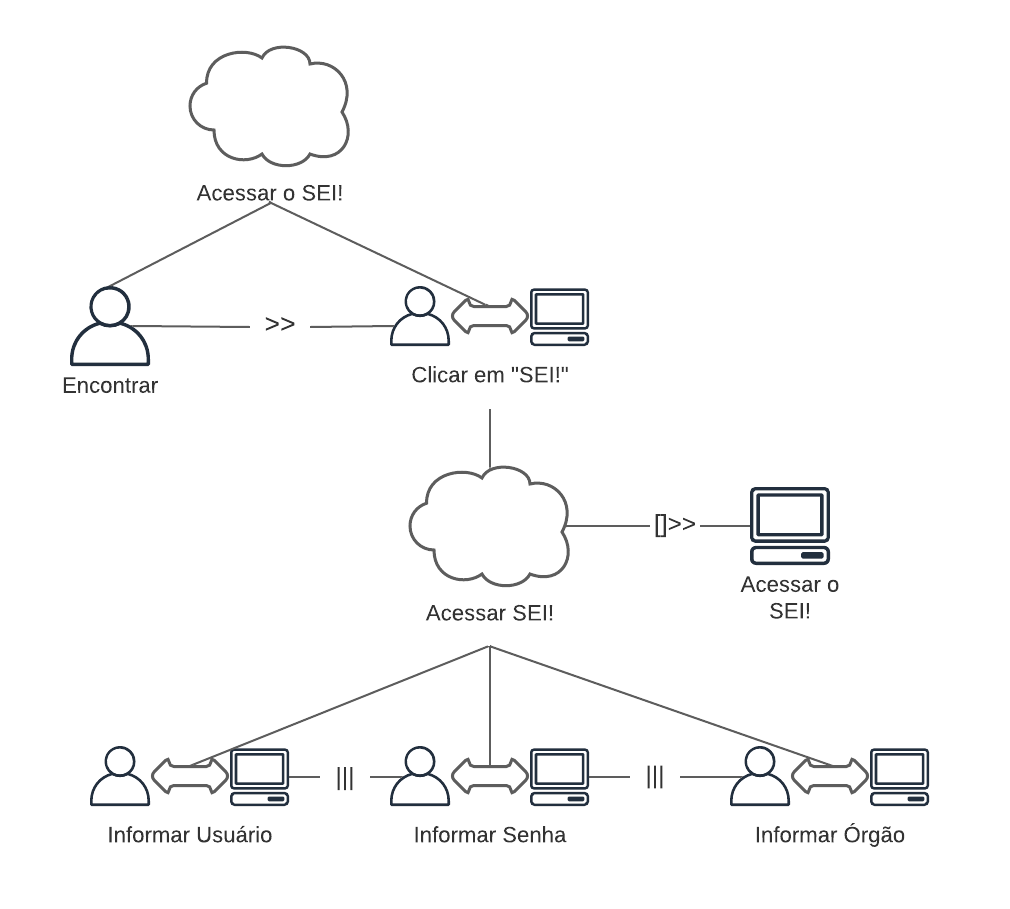 Acessar o SEI!
>>
Encontrar
Clicar em "SEI!"
[]>>
Acessar o
SEI!
Acessar SEI!
|||
|||
Informar Usuário
Informar Senha
Informar Órgão